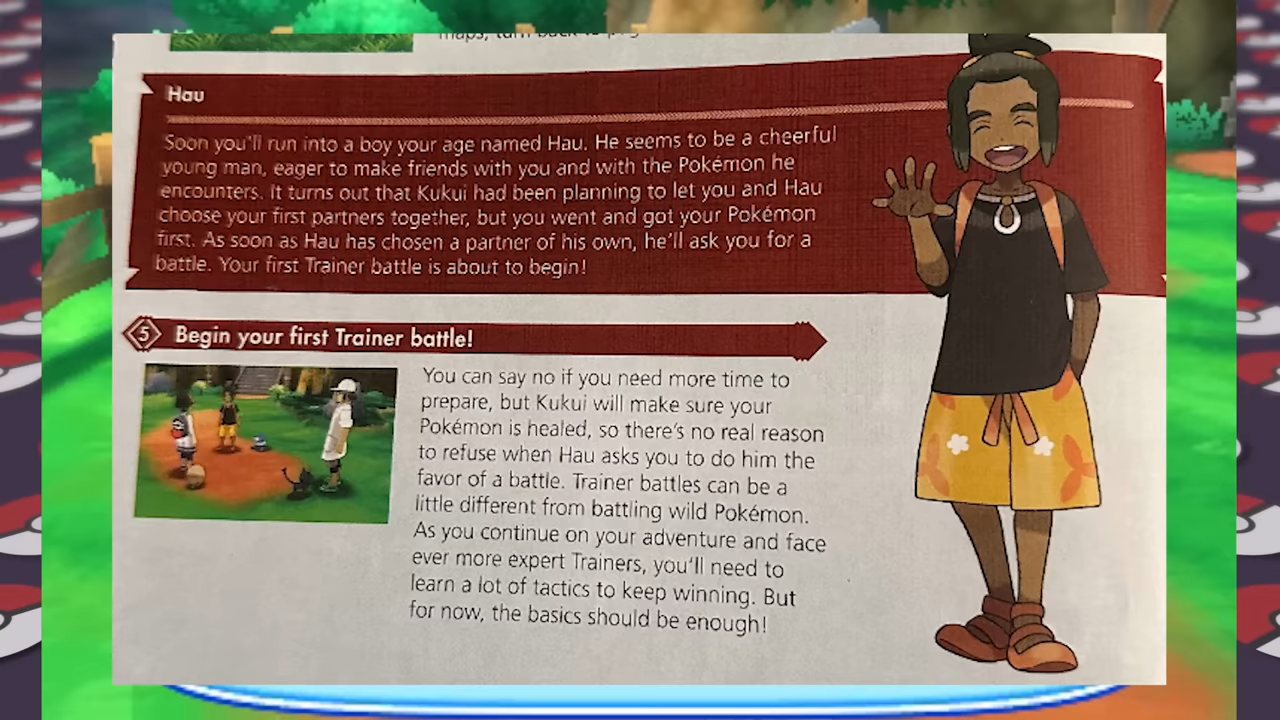 maps, turn back to pg
Hau
Soon you'll run into a boy your age named Hau. He seems to be a cheerful
young man, eager to make friends with you and with the Pokémon he
encounters. It turns out that Kukui had been planning to let you and Hau
choose your first partners together, but you went and got your Pokémon
first. As soon as Hau has chosen a partner of his own, he'll ask you for a
battle. Your first Trainer battle is about to begin!
5 Begin your first Trainer battle!
You can say no if you need more time to
prepare, but Kukui will make sure your
Pokémon is healed, so there's no real reason
to refuse when Hau asks you to do him the
favor of a battle. Trainer battles can be a
little different from battling wild Pokémon.
As you continue on your adventure and face
ever more expert Trainers, you'll need to
learn a lot of tactics to keep winning. But
for now, the basics should be enough!